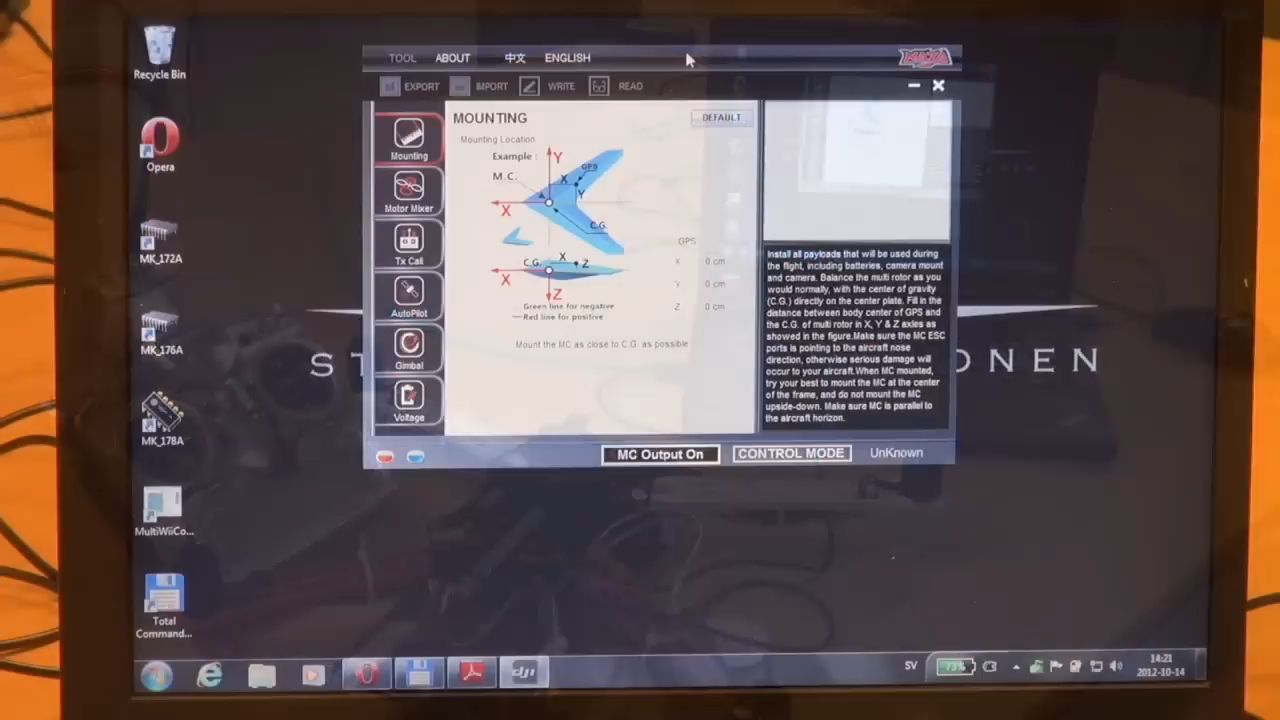 Recycle Bin
Opera
MK_172A
MK_176A
MK_178A
MultiWiiCo...
Total
Command...
TOOL ABOUT 中文 ENGLISH
EXPORT IMPORT WRITE READ
Mounting
Motor Mixer
Tx Call
AutoPilot
Gimbal
Voltage
MOUNTING DEFAULT
Mounting Location
Example :
Y
GPS
M.C.
X
Y
X
C.G.
C.G. X Z
X
Z
Green line for negative
Red line for positive
GPS
X 0 cm
Y 0 cm
Z 0 cm
Mount the MC as close to C.G. as possible
Install all payloads that will be used during
the flight, including batteries, camera mount
and camera. Balance the multi rotor as you
would normally, with the center of gravity
(C.G.) directly on the center plate. Fill in the
distance between body center of GPS and
the C.G. of multi rotor in X, Y & Z axles as
showed in the figure.Make sure the MC ESC
ports is pointing to the aircraft nose
direction, otherwise serious damage will
occur to your aircraft.When MC mounted,
try your best to mount the MC at the center
of the frame, and do not mount the MC
upside-down. Make sure MC is parallel to
the aircraft horizon.
MC Output On CONTROL MODE UnKnown
ST ONEN
dji
SV 73% 14:21
2012-10-14